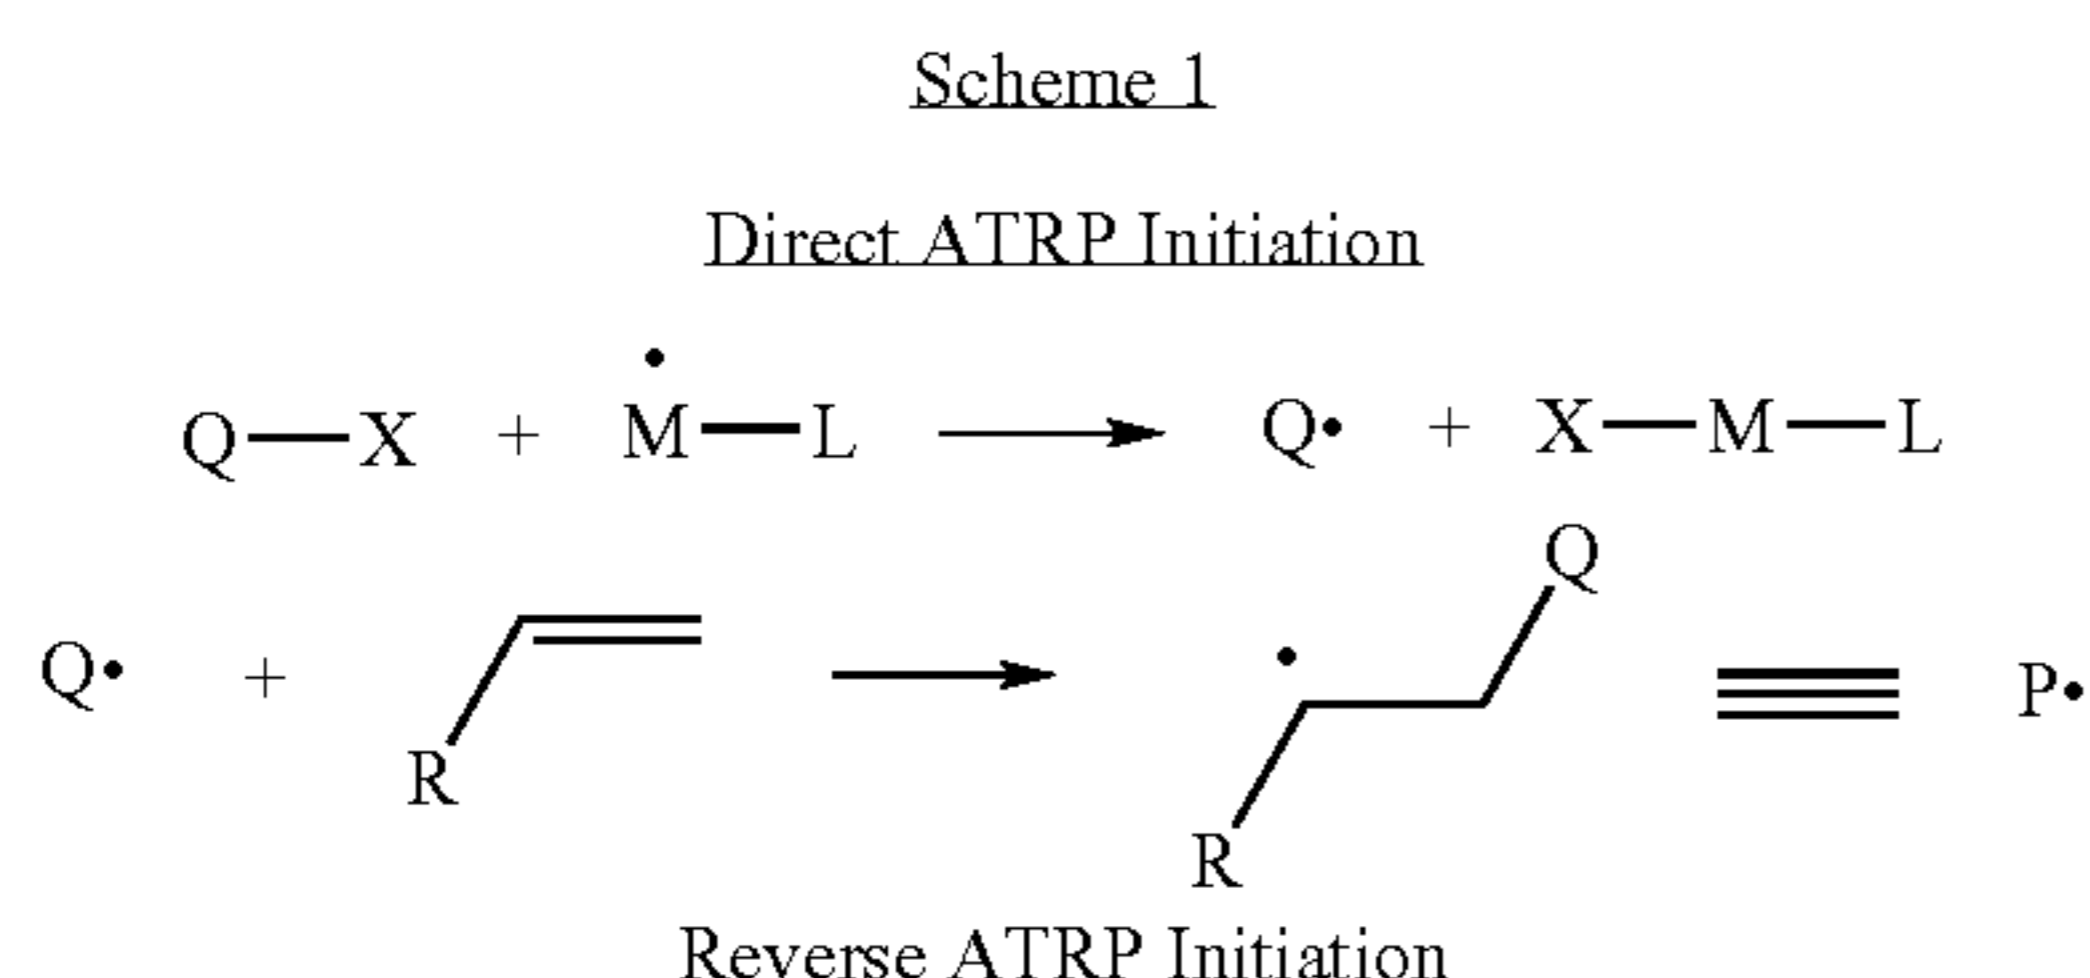 Scheme 1
Direct ATRP Initiation
Q—X + M•—L → Q• + X—M—L
Q
Q• + R → R • ≡ P•
Reverse ATRP Initiation